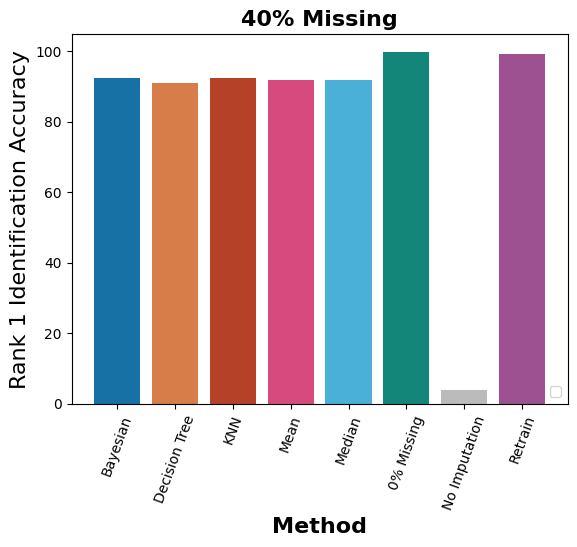 40% Missing
Rank 1 Identification Accuracy
100
80
60
40
20
0
Bayesian
Decision Tree
KNN
Mean
Median
0% Missing
No Imputation
Retrain
Method